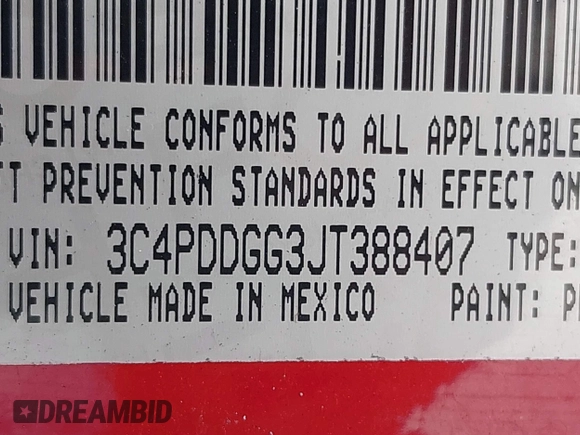 S VEHICLE CONFORMS TO ALL APPLICABLE
FT PREVENTION STANDARDS IN EFFECT ON
VIN: 3C4PDDGG3JT388407 TYPE:
VEHICLE MADE IN MEXICO PAINT: P
DREAMBID